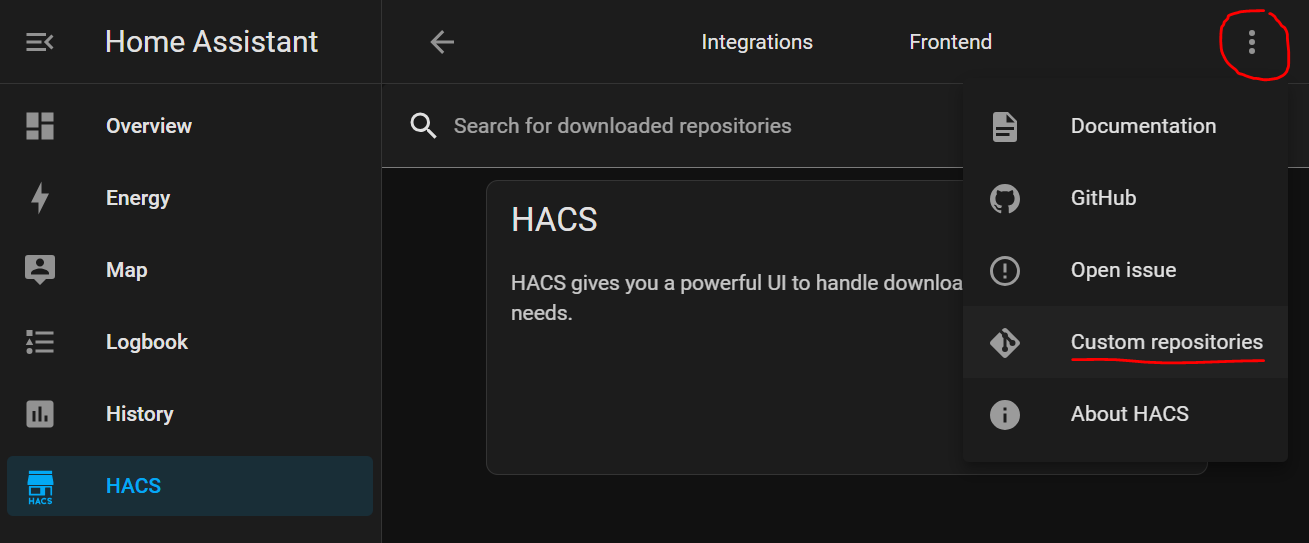 Home Assistant
Integrations
Frontend
Overview
Energy
Map
Logbook
History
HACS
HACS
Search for downloaded repositories
HACS
HACS gives you a powerful UI to handle downloa
needs.
Documentation
GitHub
Open issue
Custom repositories
About HACS